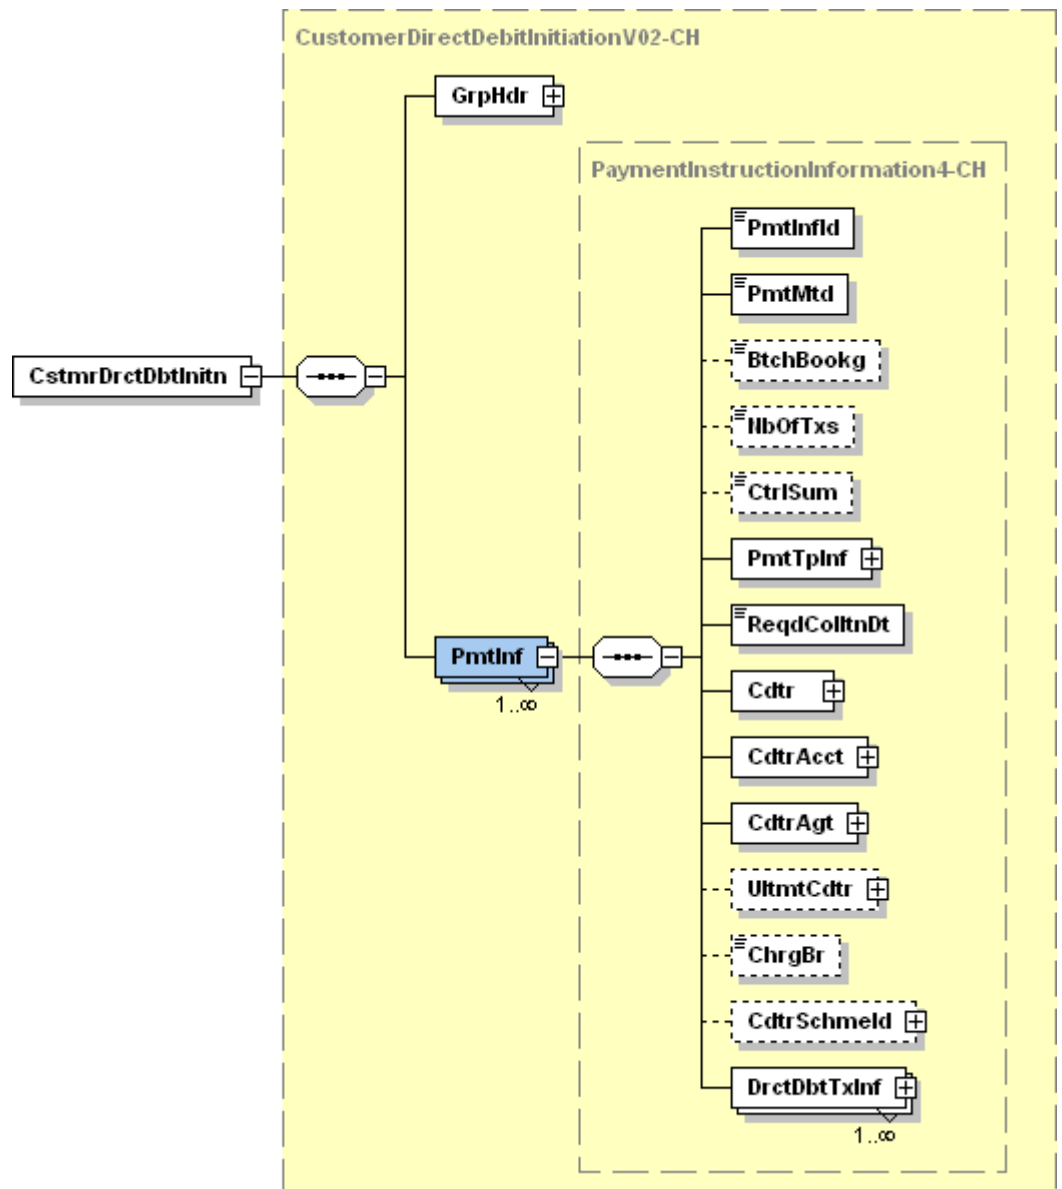 CustomerDirectDebitInitiationV02-CH
GrpHdr
PaymentInstructionInformation4-CH
PmtInfId
PmtMtd
BtchBookg
CstmrDrctDbtInitn
NbOfTxs
CtrlSum
PmtTpInf
ReqdColltnDt
PmtInf
1..∞
Cdtr
CdtrAcct
CdtrAgt
UltmtCdtr
ChrgBr
CdtrSchmeId
DrctDbtTxInf
1..∞